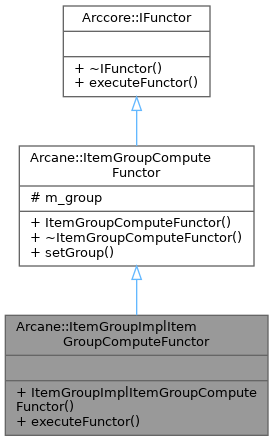 Arccore::IFunctor
+ ~IFunctor()
+ executeFunctor()
Arcane::ItemGroupCompute
Functor
# m_group
+ ItemGroupComputeFunctor()
+ ~ItemGroupComputeFunctor()
+ setGroup()
Arcane::ItemGroupImplItem
GroupComputeFunctor
+ ItemGroupImplItemGroupCompute
Functor()
+ executeFunctor()